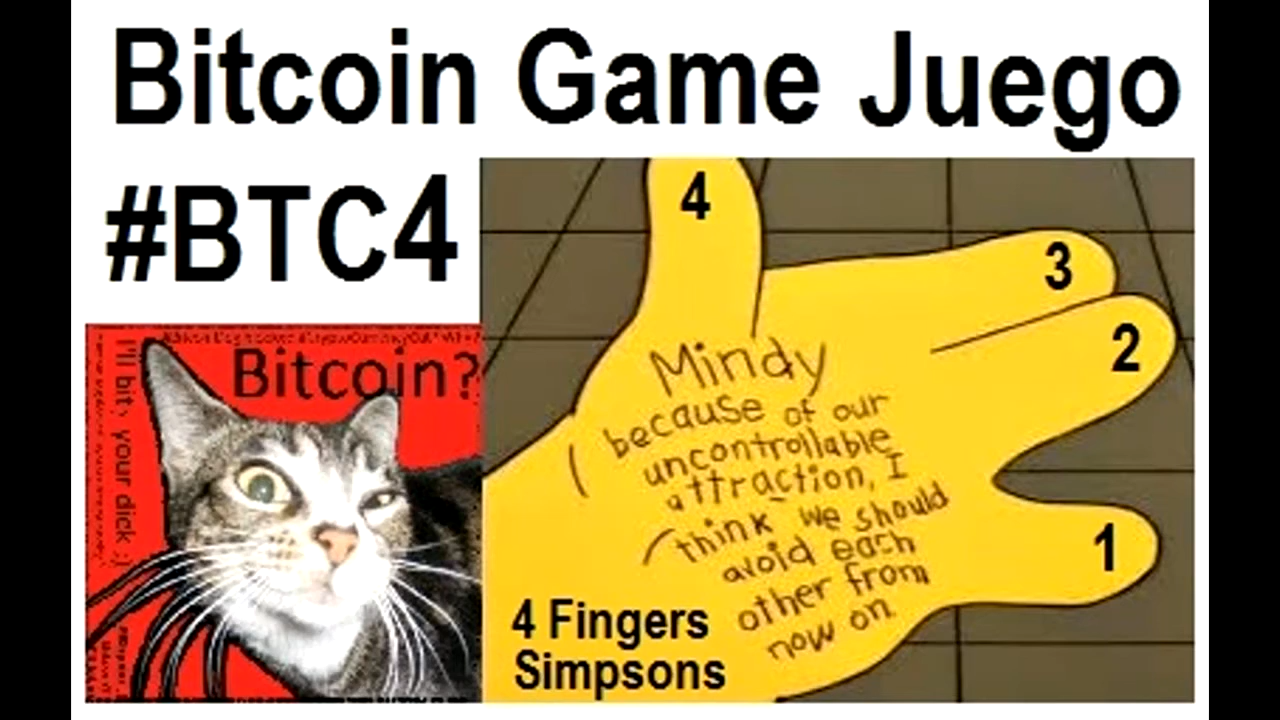 Bitcoin Game Juego
#BTC4
Bitcoin?
I'll bit, your dick :)
4
3
2
1
Mindy
because of our
uncontrollable
attraction, I
think we should
avoid each
other from
now on
4 Fingers
Simpsons